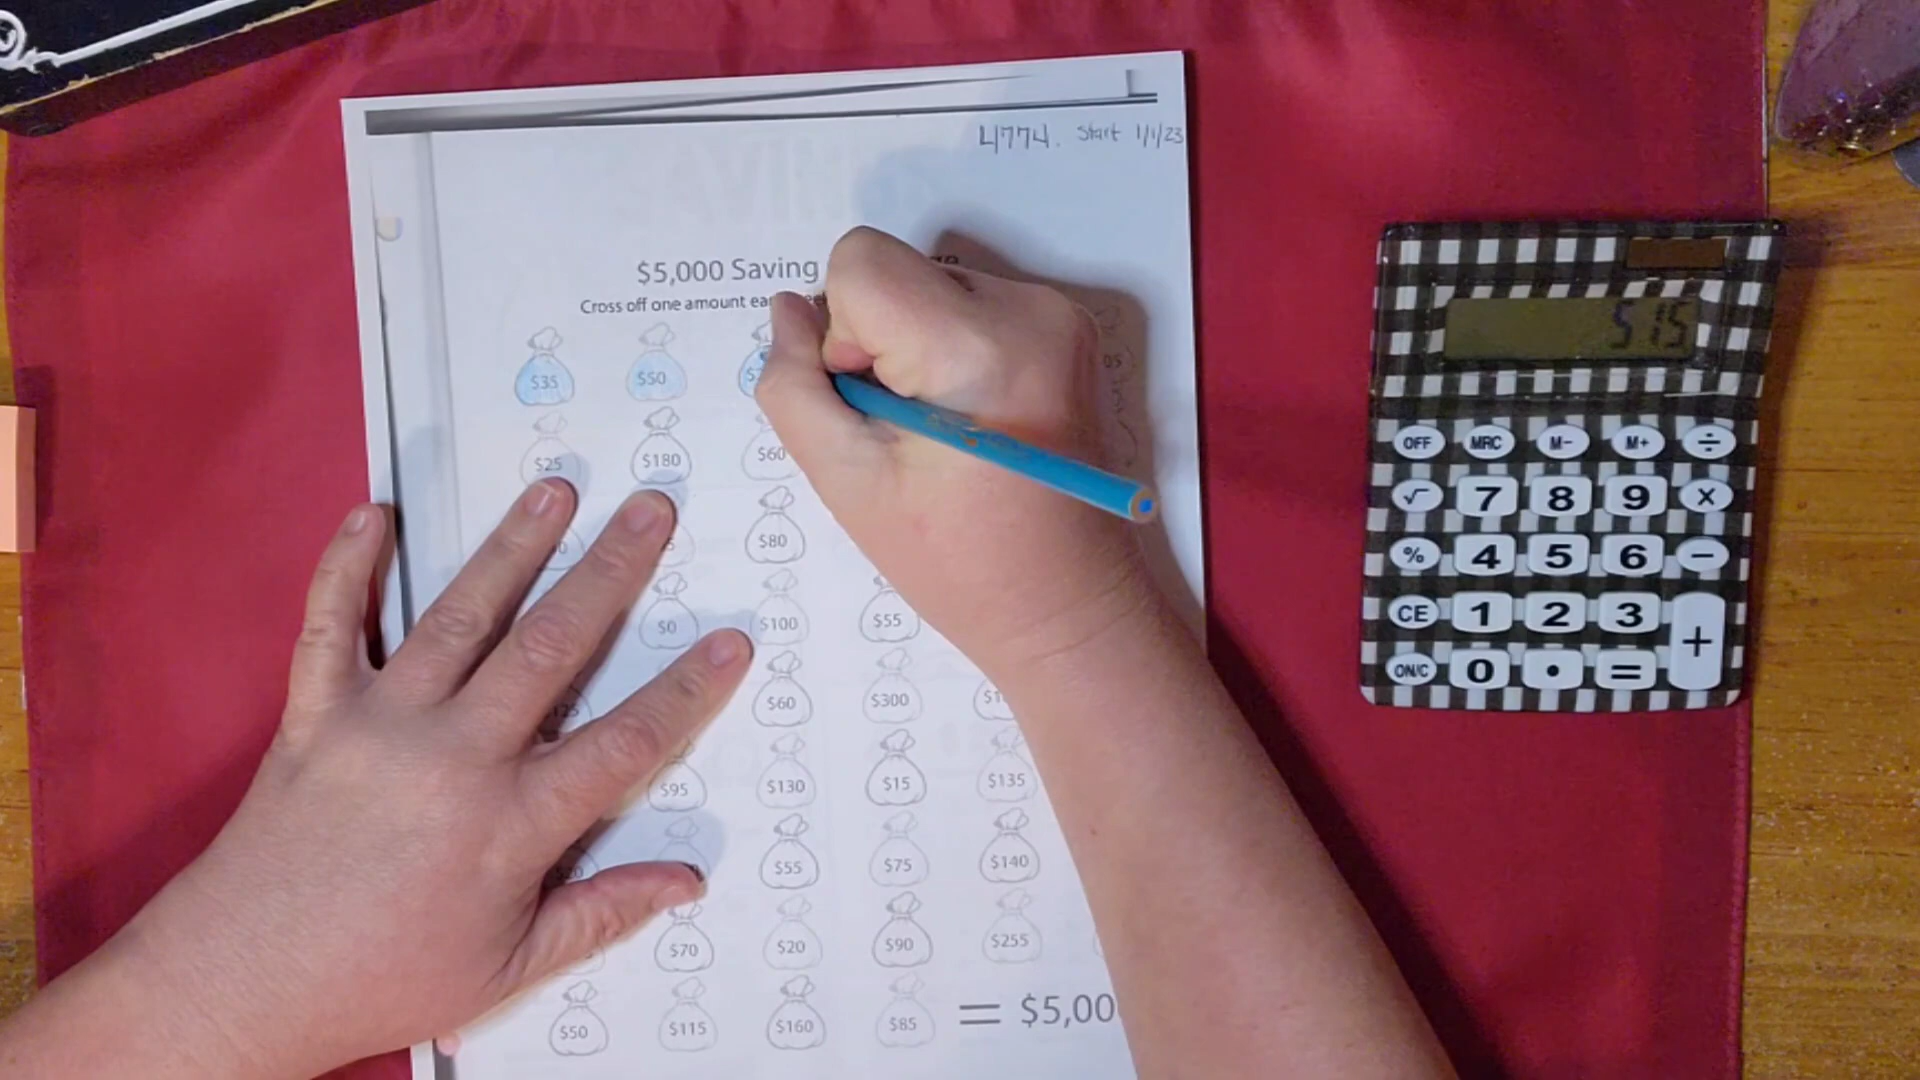 4774. Start 1/1/23
$5,000 Saving
Cross off one amount
$35 $50
$25 $180 $60
$80
$0 $100 $55
$60 $300
$95 $130 $15 $135
$55 $75 $140
$70 $20 $90 $255
$50 $115 $160 $85 = $5,00
515
OFF MRC M- M+ ÷
√ 7 8 9 X
% 4 5 6 −
CE 1 2 3 +
ON/C 0 • =